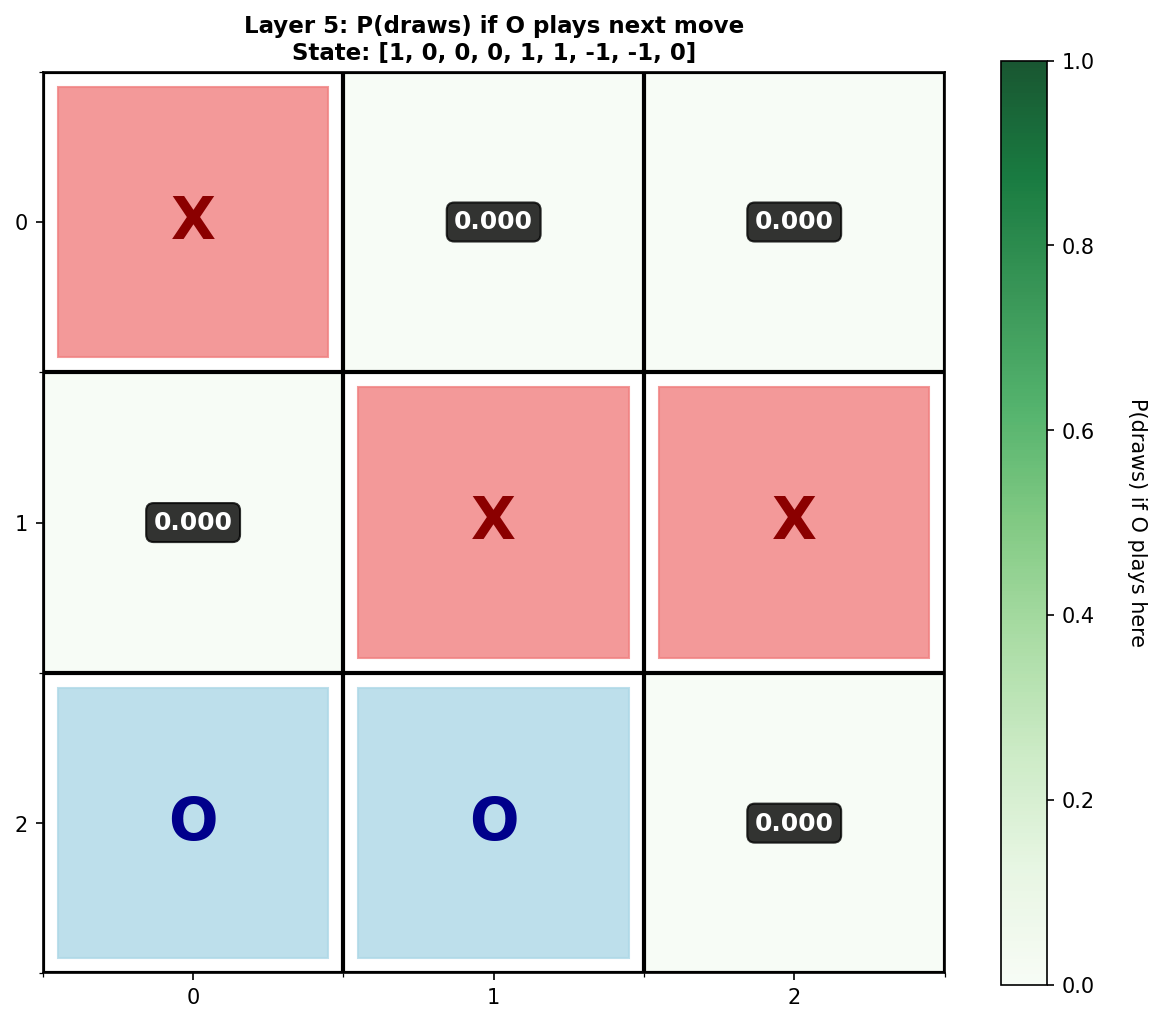 Layer 5: P(draws) if O plays next move
State: [1, 0, 0, 0, 1, 1, -1, -1, 0]
X
0.000
0.000
0.000
X
X
O
O
0.000
0
1
2
0
1
2
1.0
0.8
0.6
0.4
0.2
0.0
P(draws) if O plays here